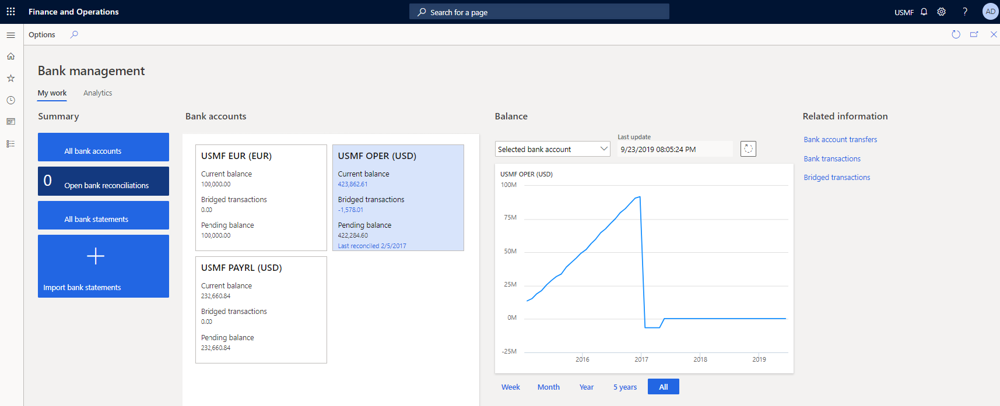 Finance and Operations
Search for a page
USMF
?
AD
Options
Bank management
My work
Analytics
Summary
All bank accounts
0
Open bank reconciliations
All bank statements
Import bank statements
Bank accounts
USMF EUR (EUR)
Current balance
100,000.00
Bridged transactions
0.00
Pending balance
100,000.00
USMF OPER (USD)
Current balance
423,862.61
Bridged transactions
-1,578.01
Pending balance
422,284.60
Last reconciled 2/5/2017
USMF PAYRL (USD)
Current balance
232,660.84
Bridged transactions
0.00
Pending balance
232,660.84
Balance
Selected bank account
Last update
9/23/2019 08:05:24 PM
USMF OPER (USD)
100M
75M
50M
25M
0M
-25M
2016
2017
2018
2019
Week
Month
Year
5 years
All
Related information
Bank account transfers
Bank transactions
Bridged transactions